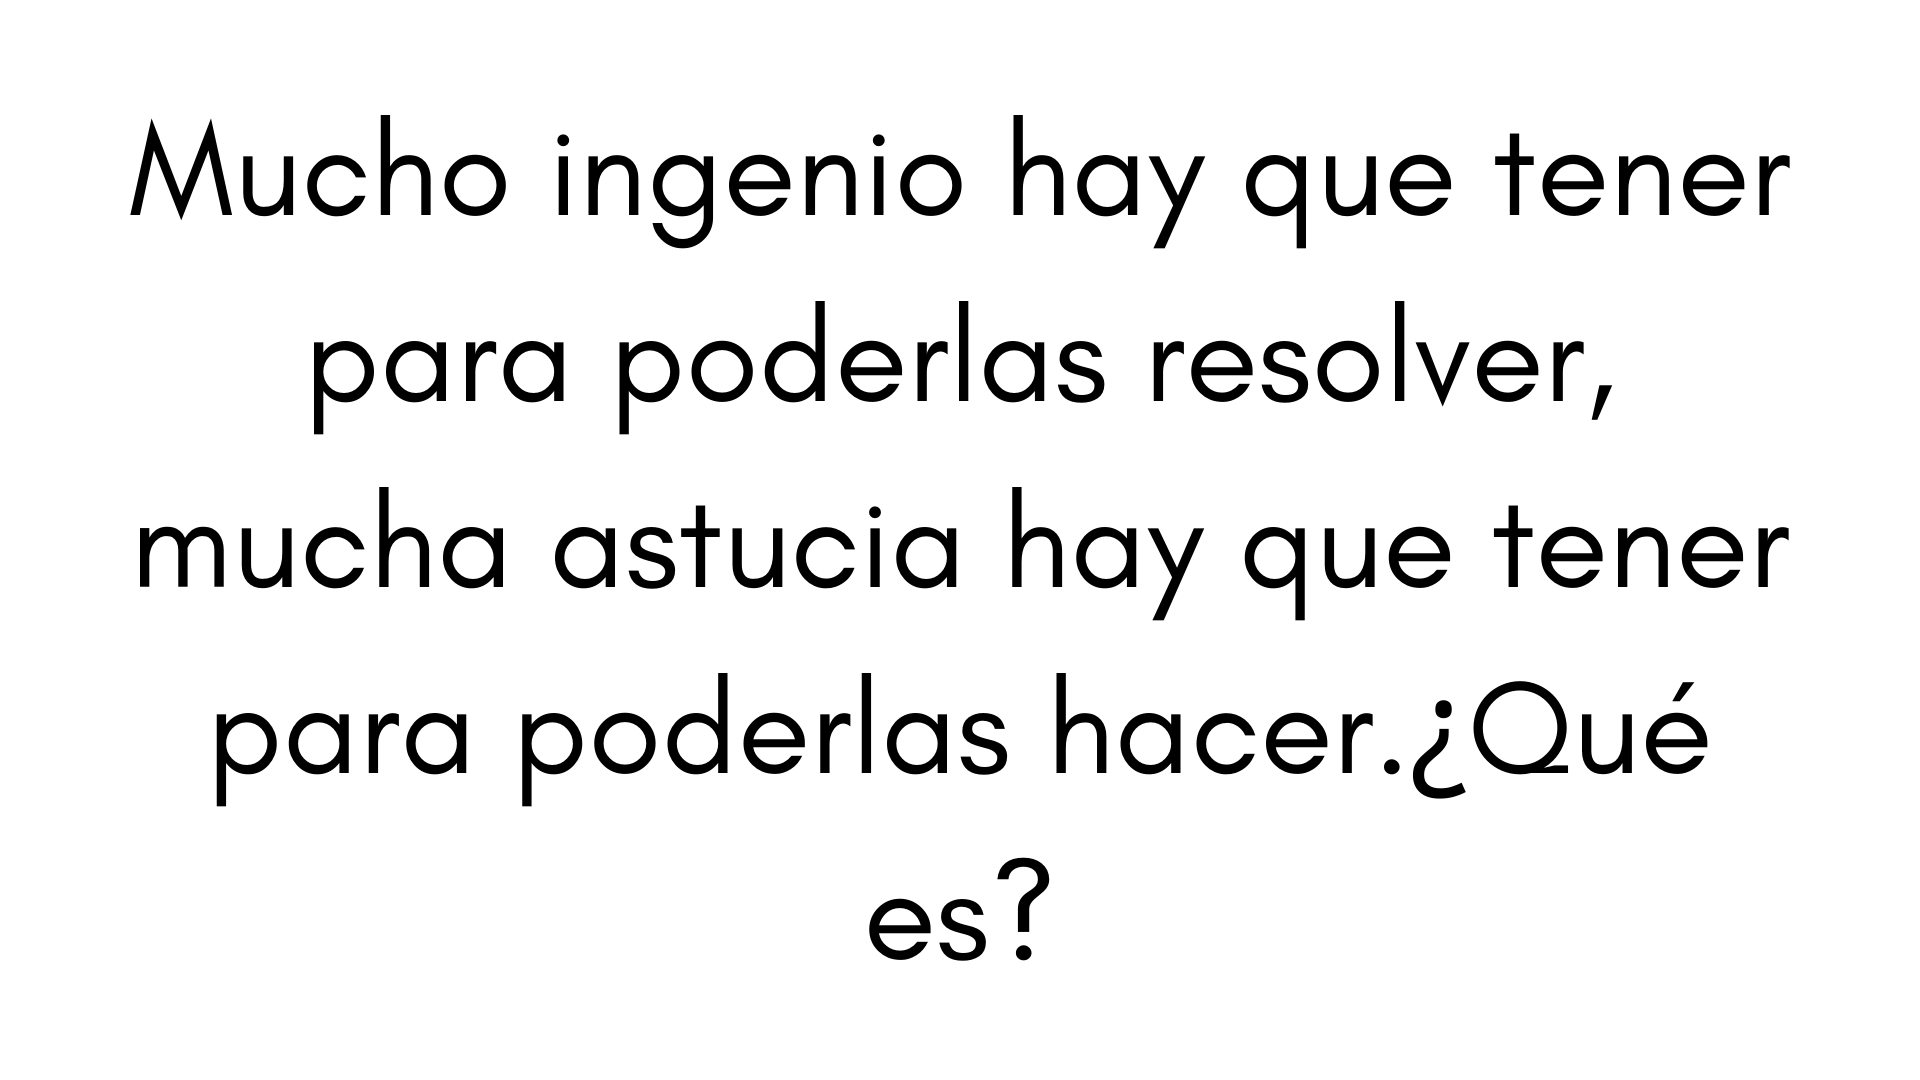 Mucho ingenio hay que tener
para poderlas resolver,
mucha astucia hay que tener
para poderlas hacer.¿Qué
es?